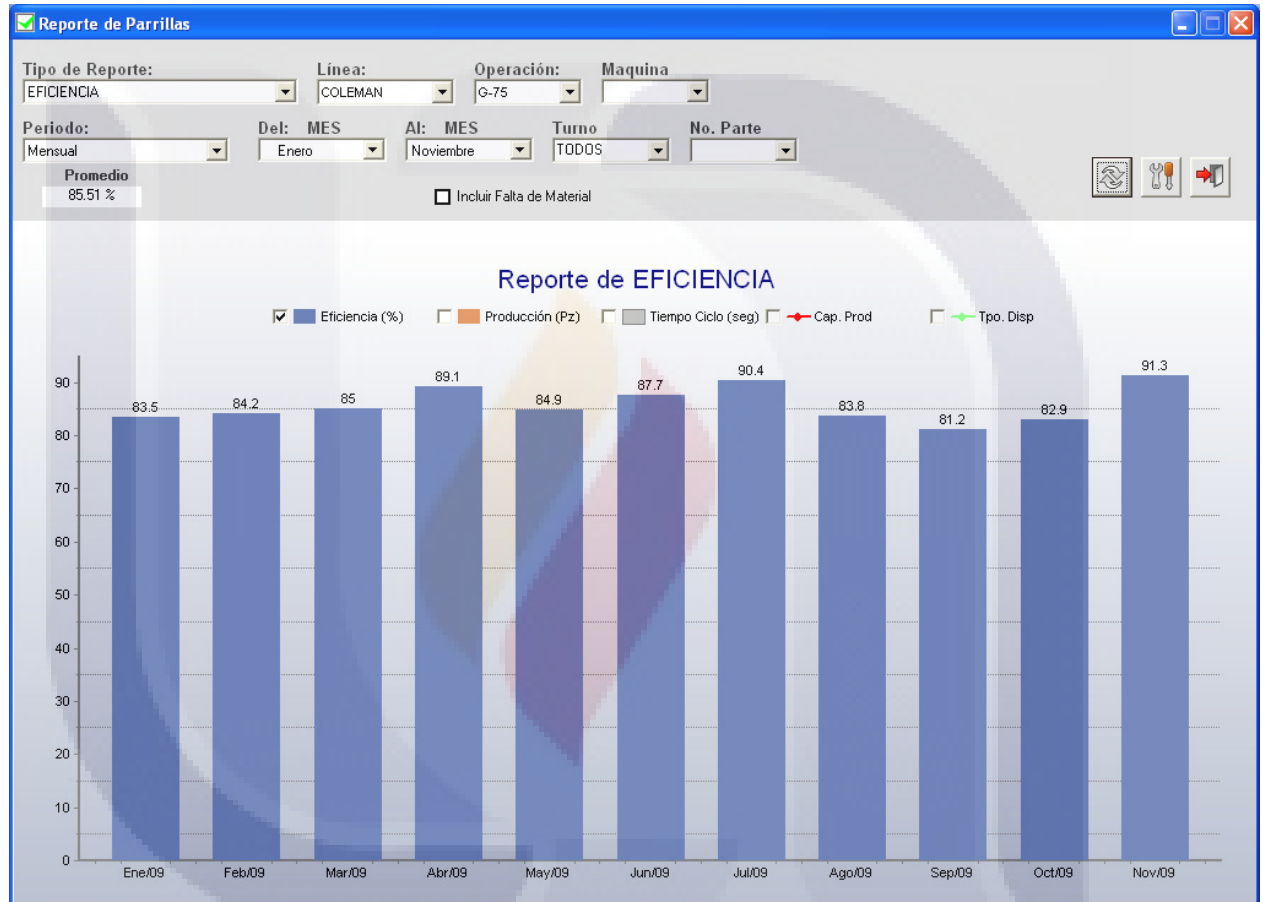 Reporte de Parrillas
Tipo de Reporte: Línea: Operación: Maquina
EFICIENCIA COLEMAN G-75
Periodo: Del: MES Al: MES Turno No. Parte
Mensual Enero Noviembre TODOS
Promedio
85.51 %
Incluir Falta de Material
Reporte de EFICIENCIA
Eficiencia (%) Producción (Pz) Tiempo Ciclo (seg) Cap. Prod Tpo. Disp
83.5 84.2 85 89.1 84.9 87.7 90.4 83.8 81.2 82.9 91.3
90
80
70
60
50
40
30
20
10
0
Ene/09 Feb/09 Mar/09 Abr/09 May/09 Jun/09 Jul/09 Ago/09 Sep/09 Oct/09 Nov/09